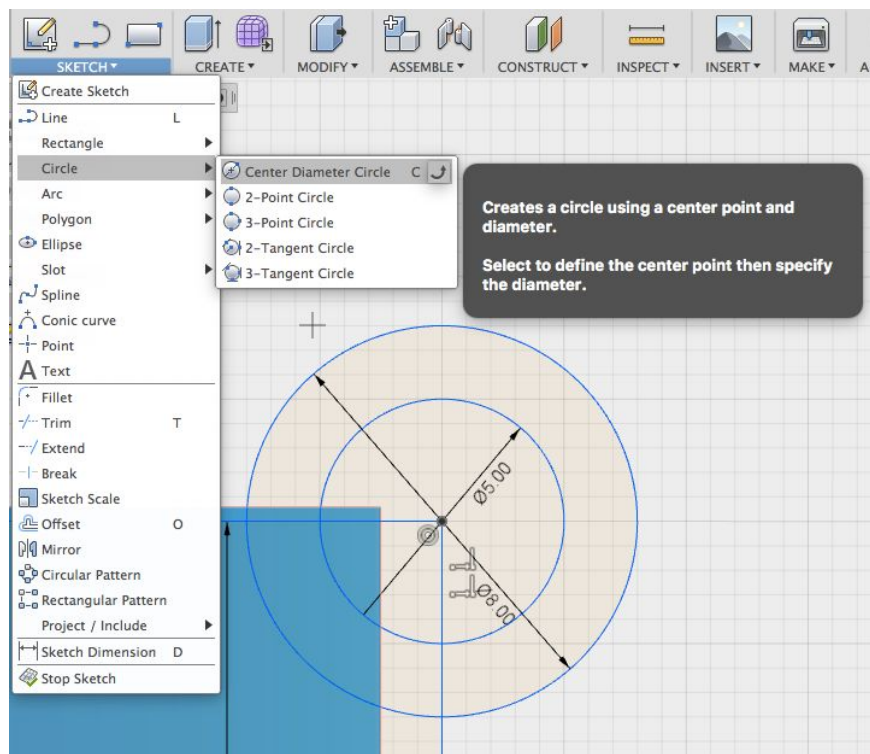 SKETCH▼ CREATE▼ MODIFY▼ ASSEMBLE▼ CONSTRUCT▼ INSPECT▼ INSERT▼ MAKE▼ A
Create Sketch
Line L
Rectangle
Circle
Arc
Polygon
Ellipse
Slot
Spline
Conic curve
Point
A Text
Fillet
Trim T
Extend
Break
Sketch Scale
Offset O
Mirror
Circular Pattern
Rectangular Pattern
Project / Include
Sketch Dimension D
Stop Sketch
Center Diameter Circle C
2-Point Circle
3-Point Circle
2-Tangent Circle
3-Tangent Circle
Creates a circle using a center point and
diameter.
Select to define the center point then specify
the diameter.
Ø5.00
Ø8.00